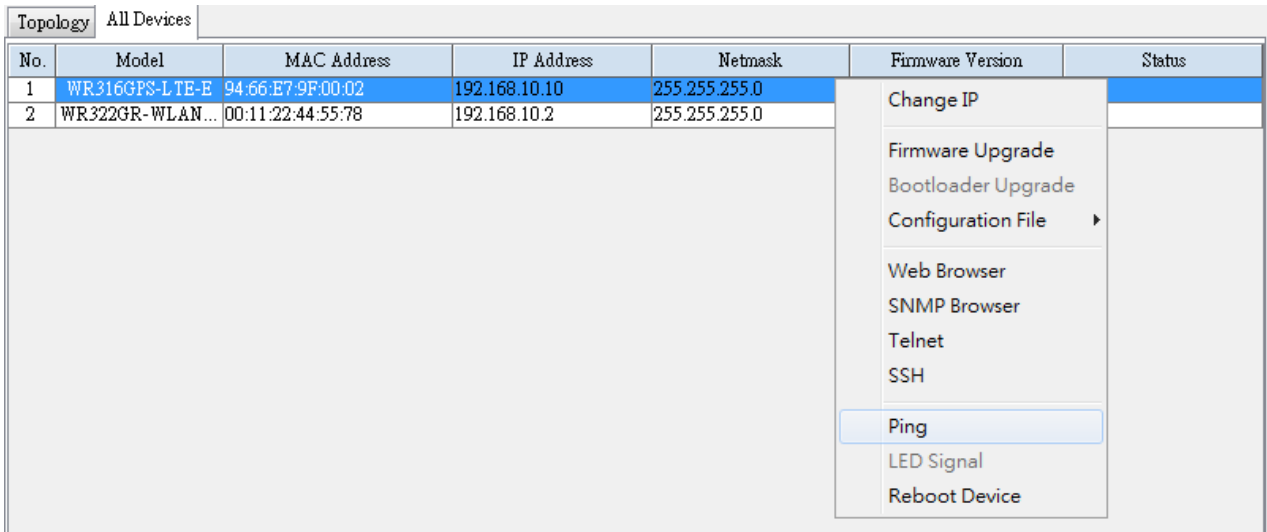 Topology All Devices
No. Model MAC Address IP Address Netmask Firmware Version Status
1 WR316GPS-LTE-E 94:66:E7:9F:00:02 192.168.10.10 255.255.255.0
2 WR322GR-WLAN... 00:11:22:44:55:78 192.168.10.2 255.255.255.0
Change IP
Firmware Upgrade
Bootloader Upgrade
Configuration File
Web Browser
SNMP Browser
Telnet
SSH
Ping
LED Signal
Reboot Device